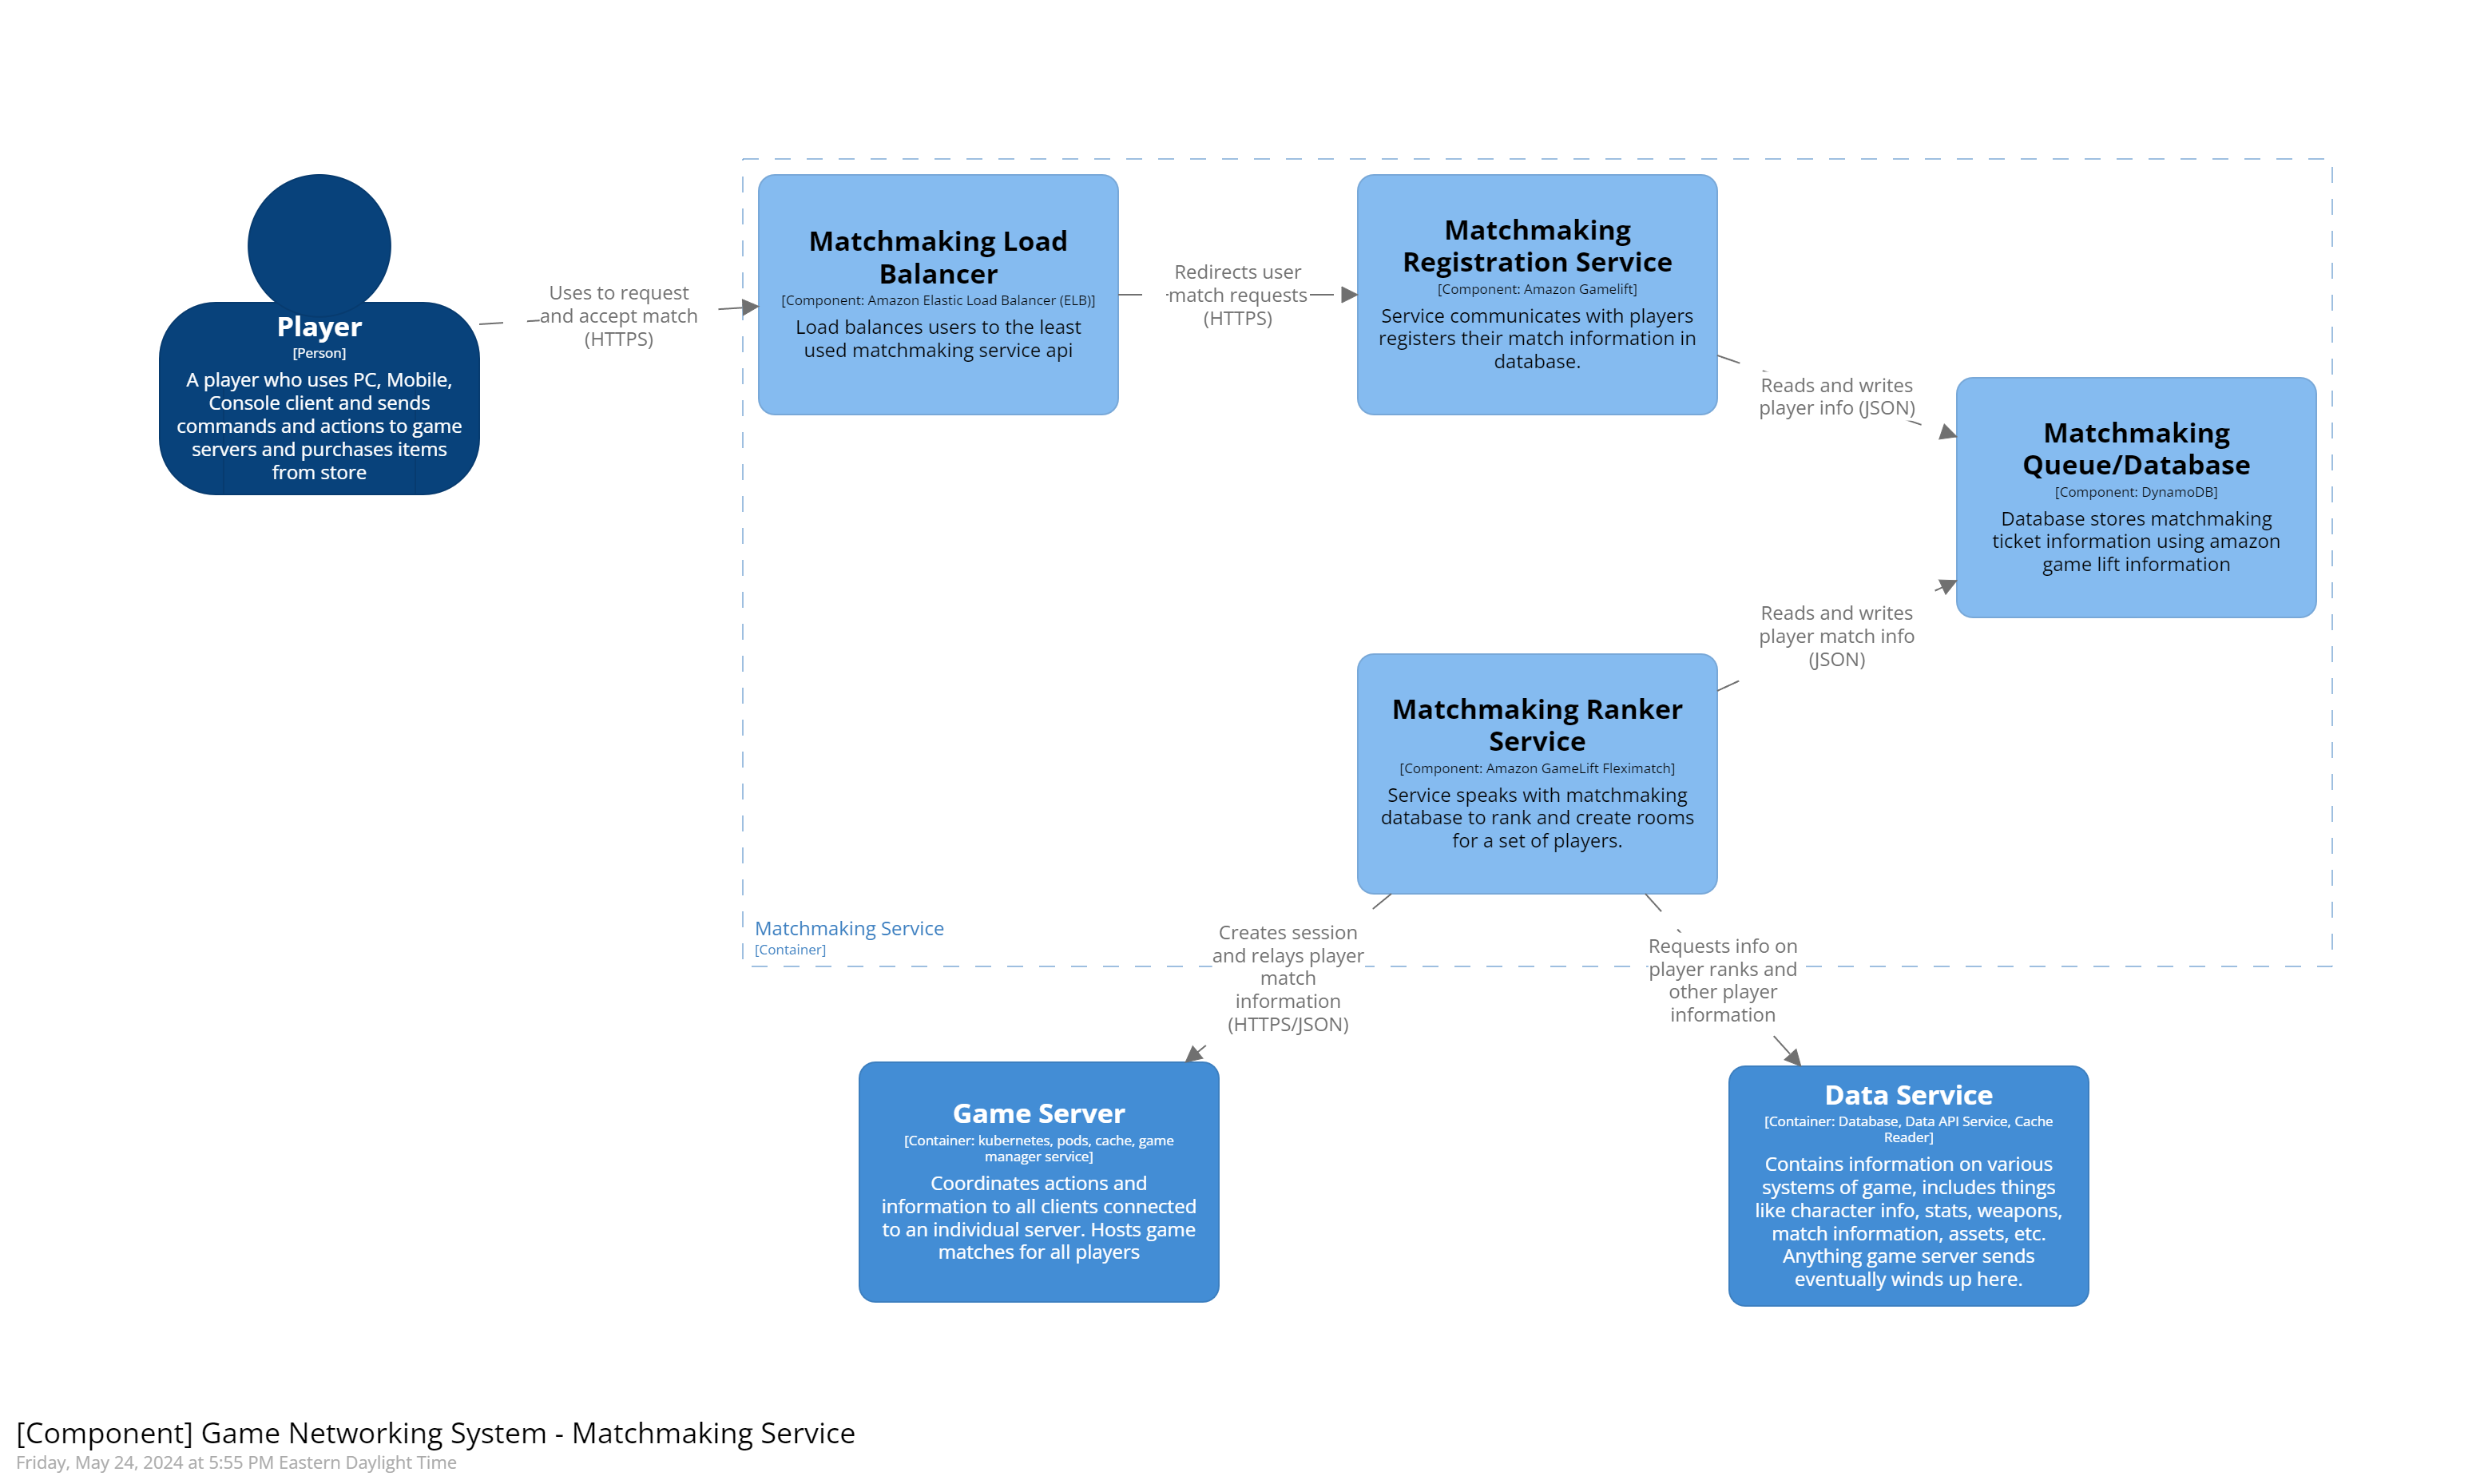 Player
[Person]
A player who uses PC, Mobile,
Console client and sends
commands and actions to game
servers and purchases items
from store
Uses to request
and accept match
(HTTPS)
Matchmaking Load
Balancer
[Component: Amazon Elastic Load Balancer (ELB)]
Load balances users to the least
used matchmaking service api
Redirects user
match requests
(HTTPS)
Matchmaking
Registration Service
[Component: Amazon Gamelift]
Service communicates with players
registers their match information in
database.
Reads and writes
player info (JSON)
Matchmaking
Queue/Database
[Component: DynamoDB]
Database stores matchmaking
ticket information using amazon
game lift information
Reads and writes
player match info
(JSON)
Matchmaking Ranker
Service
[Component: Amazon GameLift Fleximatch]
Service speaks with matchmaking
database to rank and create rooms
for a set of players.
Matchmaking Service
[Container]
Creates session
and relays player
match
information
(HTTPS/JSON)
Requests info on
player ranks and
other player
information
Game Server
[Container: kubernetes, pods, cache, game
manager service]
Coordinates actions and
information to all clients connected
to an individual server. Hosts game
matches for all players
Data Service
[Container: Database, Data API Service, Cache
Reader]
Contains information on various
systems of game, includes things
like character info, stats, weapons,
match information, assets, etc.
Anything game server sends
eventually winds up here.
[Component] Game Networking System - Matchmaking Service
Friday, May 24, 2024 at 5:55 PM Eastern Daylight Time